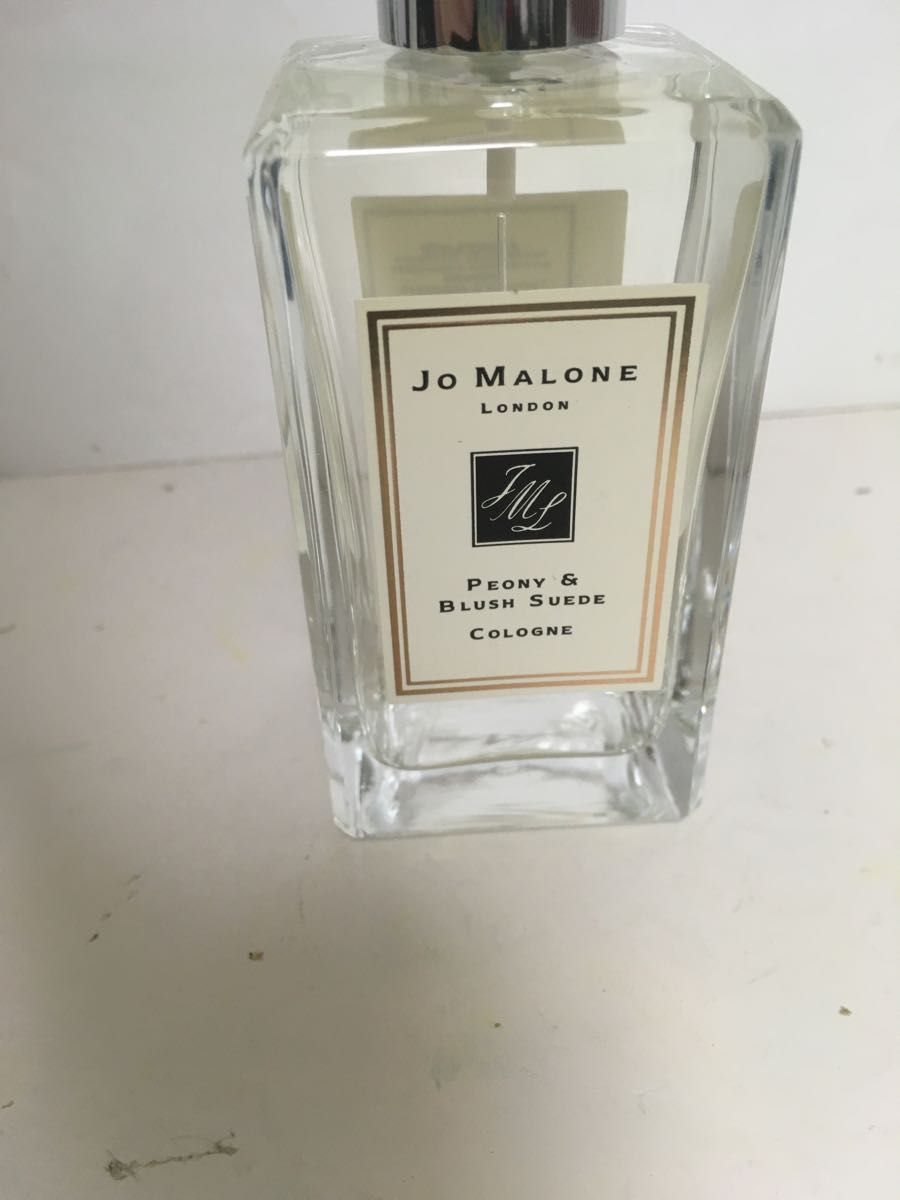 JO MALONE
LONDON
JML
PEONY &
BLUSH SUEDE
COLOGNE